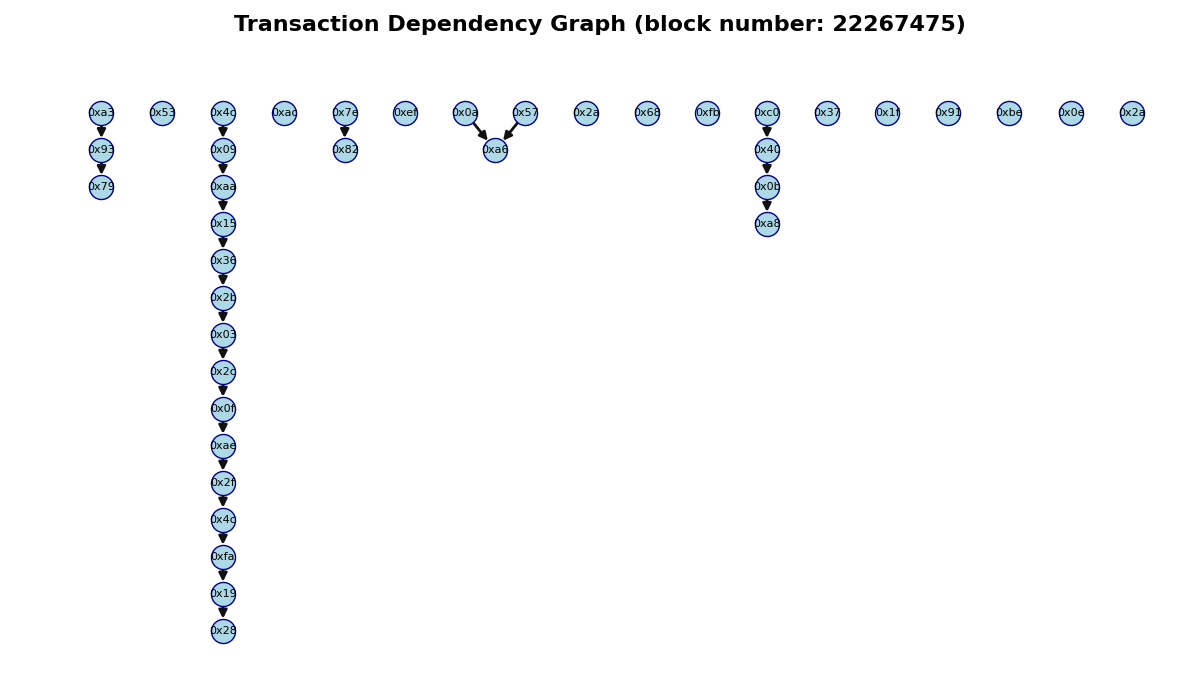 Transaction Dependency Graph (block number: 22267475)
0xa3 0x53 0x4c 0xac 0x7e 0xef 0x0a 0x57 0x2a 0x68 0xfb 0xc0 0x37 0x1f 0x91 0xbe 0x0e 0x2a
0x93 0x09 0x82 0xa6 0x40
0x79 0xaa 0x0b
0x15 0xa8
0x36
0x2b
0x03
0x2c
0x0f
0xae
0x2f
0x4c
0xfa
0x19
0x28